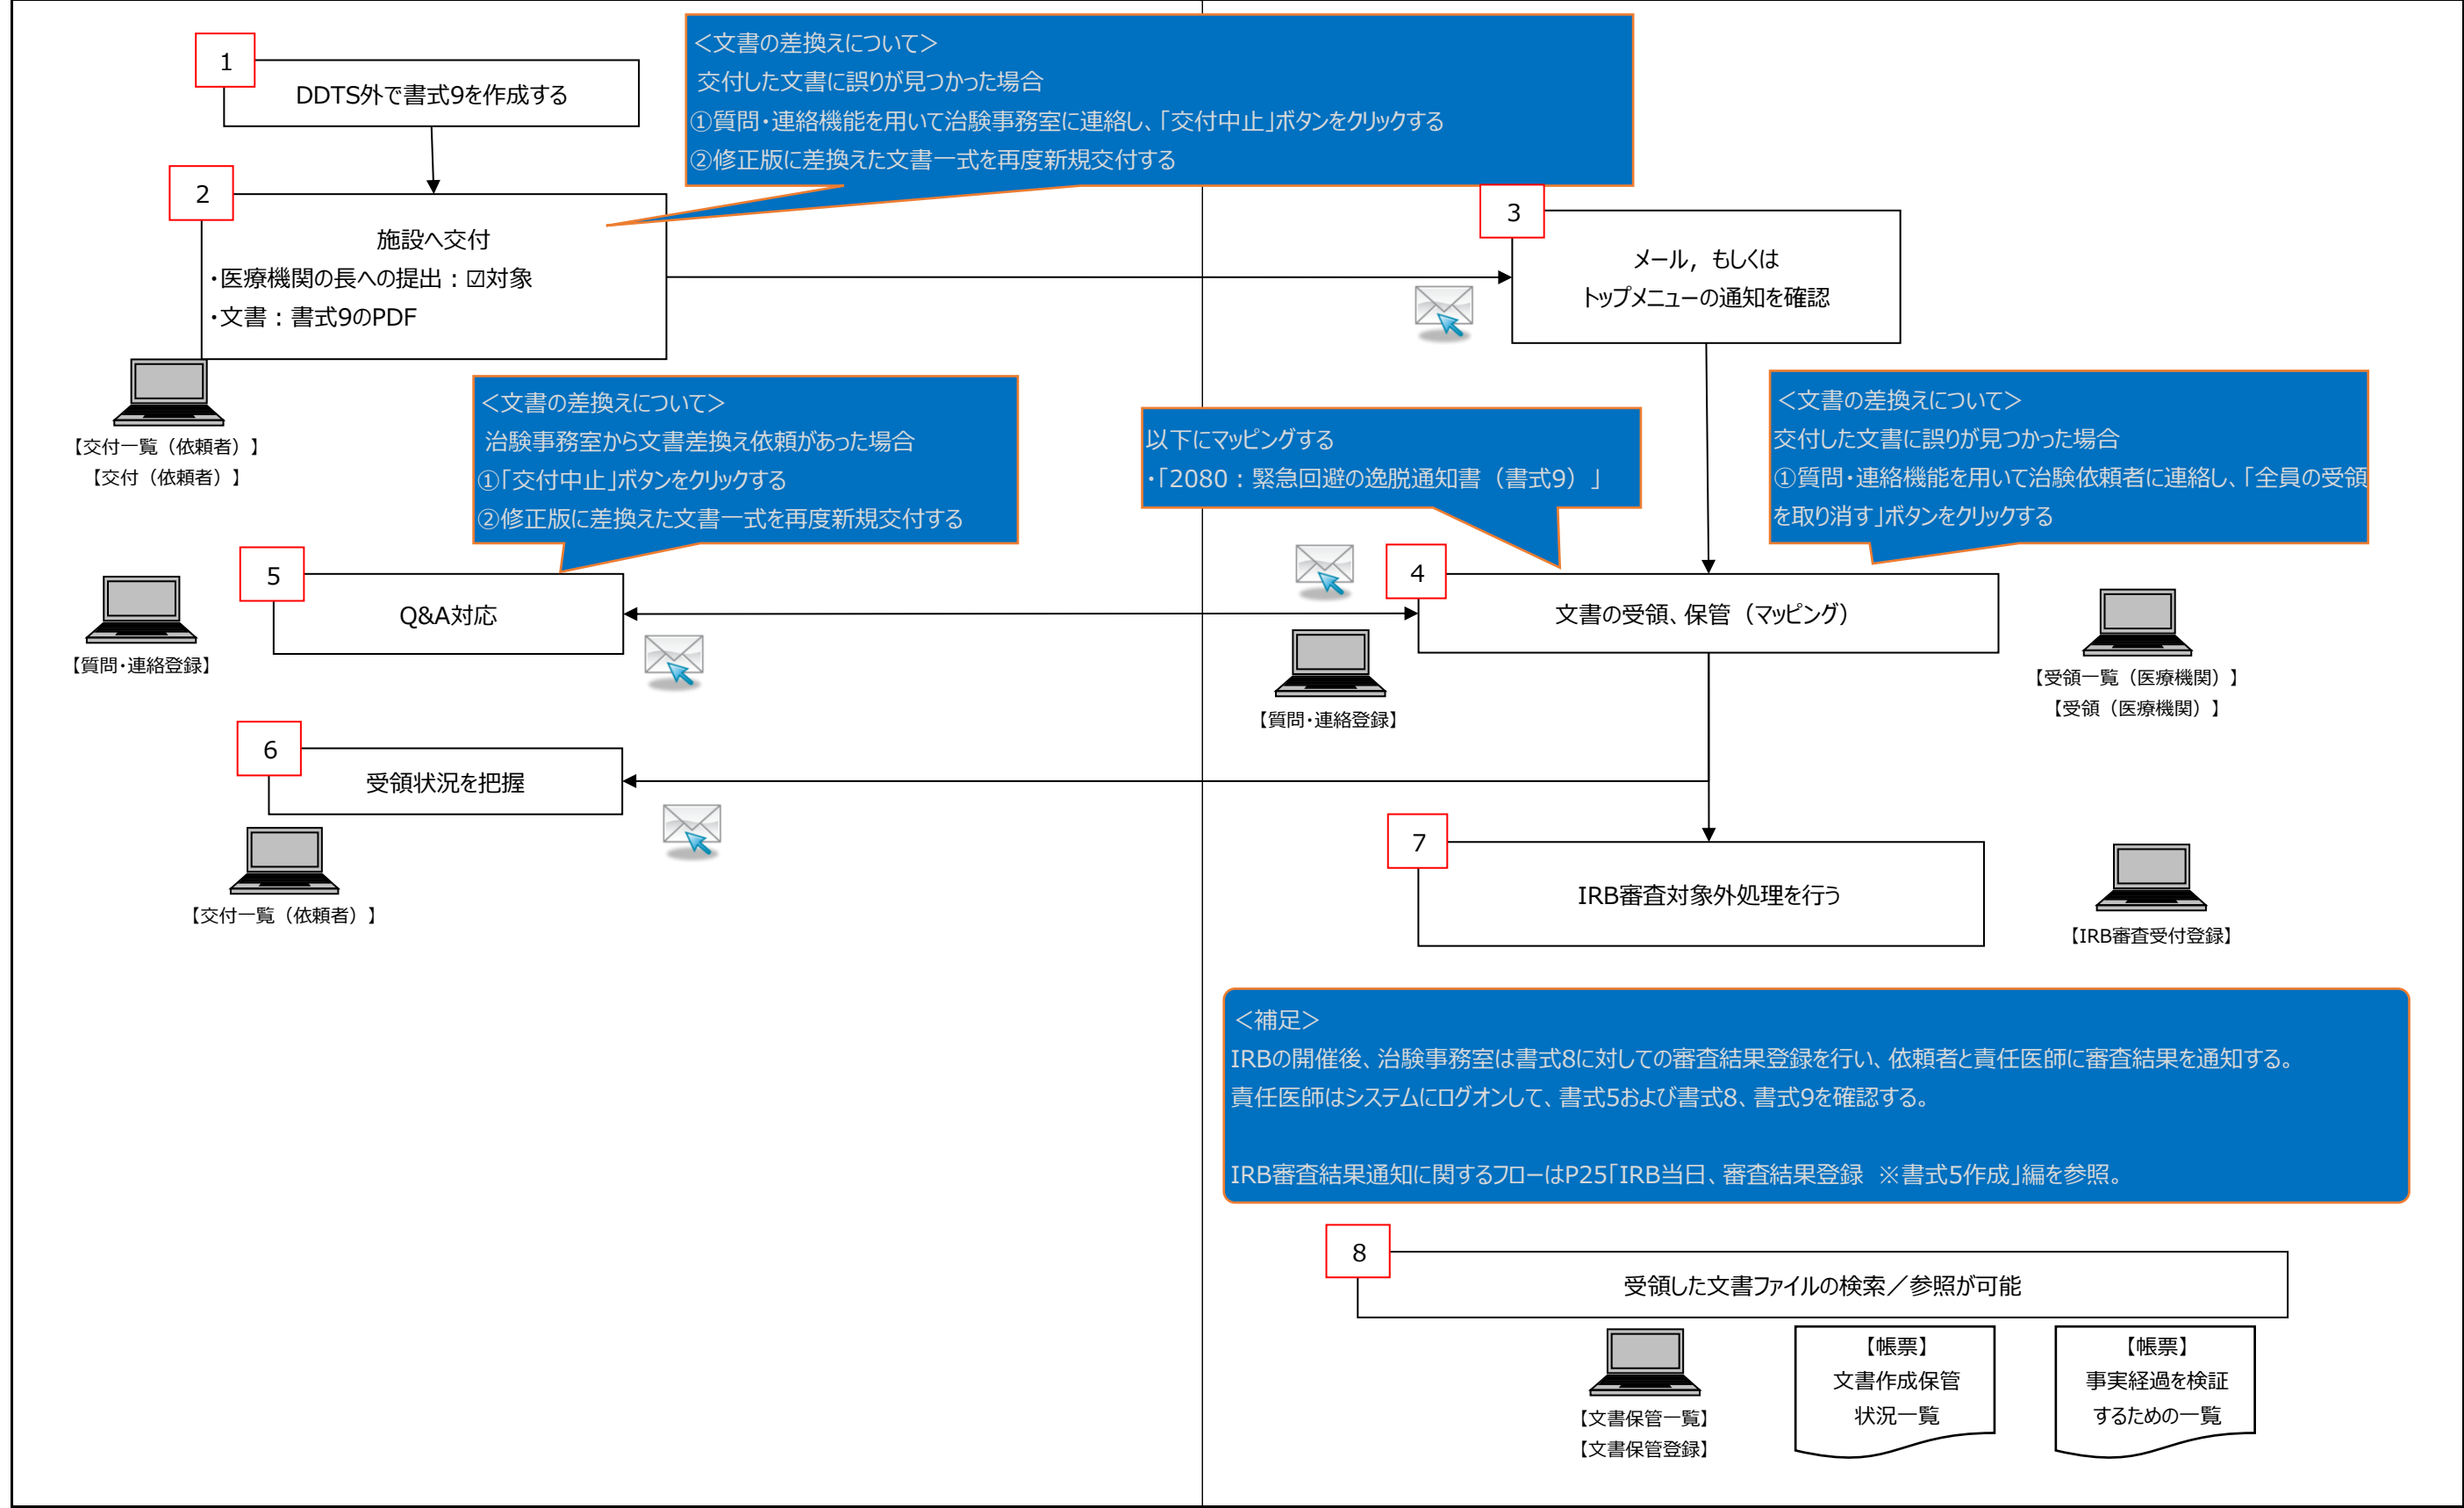 1
DDTS外で書式9を作成する
＜文書の差換えについて＞
交付した文書に誤りが見つかった場合
①質問・連絡機能を用いて治験事務室に連絡し、「交付中止」ボタンをクリックする
②修正版に差換えた文書一式を再度新規交付する
2
施設へ交付
・医療機関の長への提出：☑対象
・文書：書式9のPDF
【交付一覧（依頼者）】
【交付（依頼者）】
3
メール，もしくは
トップメニューの通知を確認
＜文書の差換えについて＞
治験事務室から文書差換え依頼があった場合
①「交付中止」ボタンをクリックする
②修正版に差換えた文書一式を再度新規交付する
以下にマッピングする
・「2080：緊急回避の逸脱通知書（書式9）」
＜文書の差換えについて＞
交付した文書に誤りが見つかった場合
①質問・連絡機能を用いて治験依頼者に連絡し、「全員の受領
を取り消す」ボタンをクリックする
4
文書の受領、保管（マッピング）
【質問・連絡登録】
【受領一覧（医療機関）】
【受領（医療機関）】
5
Q&A対応
【質問・連絡登録】
6
受領状況を把握
【交付一覧（依頼者）】
7
IRB審査対象外処理を行う
【IRB審査受付登録】
＜補足＞
IRBの開催後、治験事務室は書式8に対しての審査結果登録を行い、依頼者と責任医師に審査結果を通知する。
責任医師はシステムにログオンして、書式5および書式8、書式9を確認する。
IRB審査結果通知に関するフローはP25「IRB当日、審査結果登録　※書式5作成」編を参照。
8
受領した文書ファイルの検索／参照が可能
【文書保管一覧】
【文書保管登録】
【帳票】
文書作成保管
状況一覧
【帳票】
事実経過を検証
するための一覧